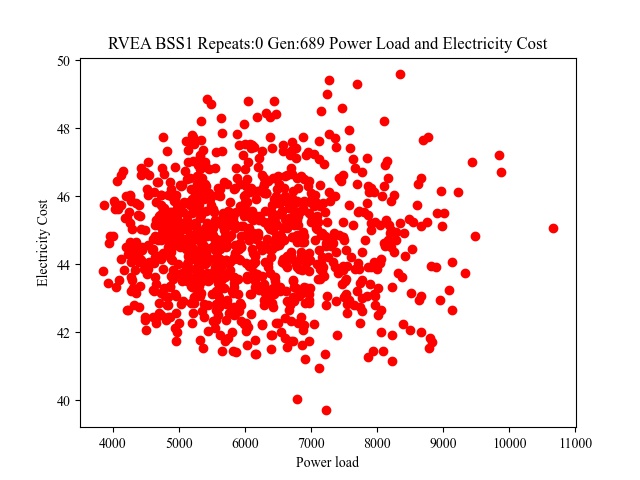 RVEA BSS1 Repeats:0 Gen:689 Power Load and Electricity Cost
50
48
46
44
42
40
Electricity Cost
4000 5000 6000 7000 8000 9000 10000 11000
Power load